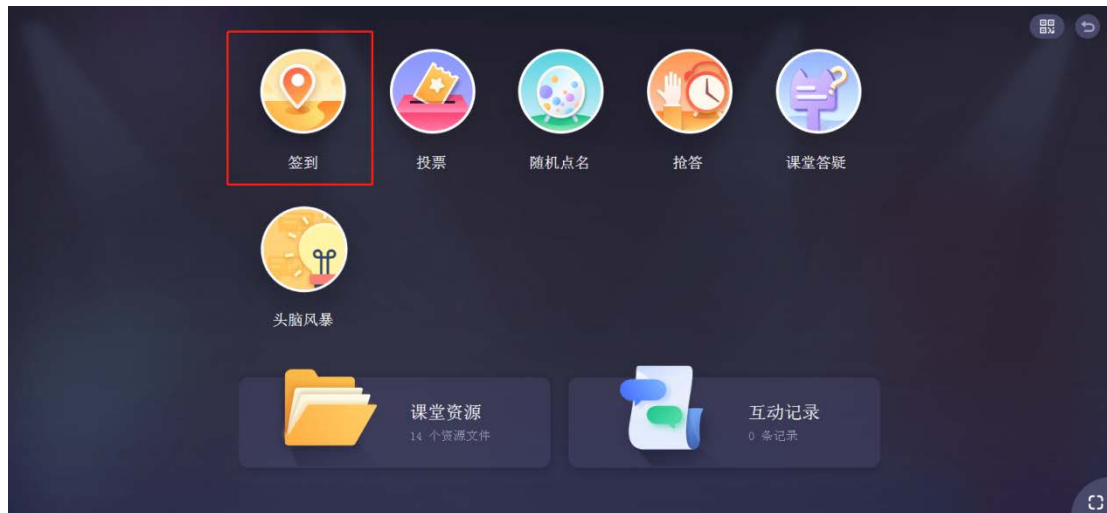 签到
投票
随机点名
抢答
课堂答疑
头脑风暴
课堂资源
14 个资源文件
互动记录
0 条记录